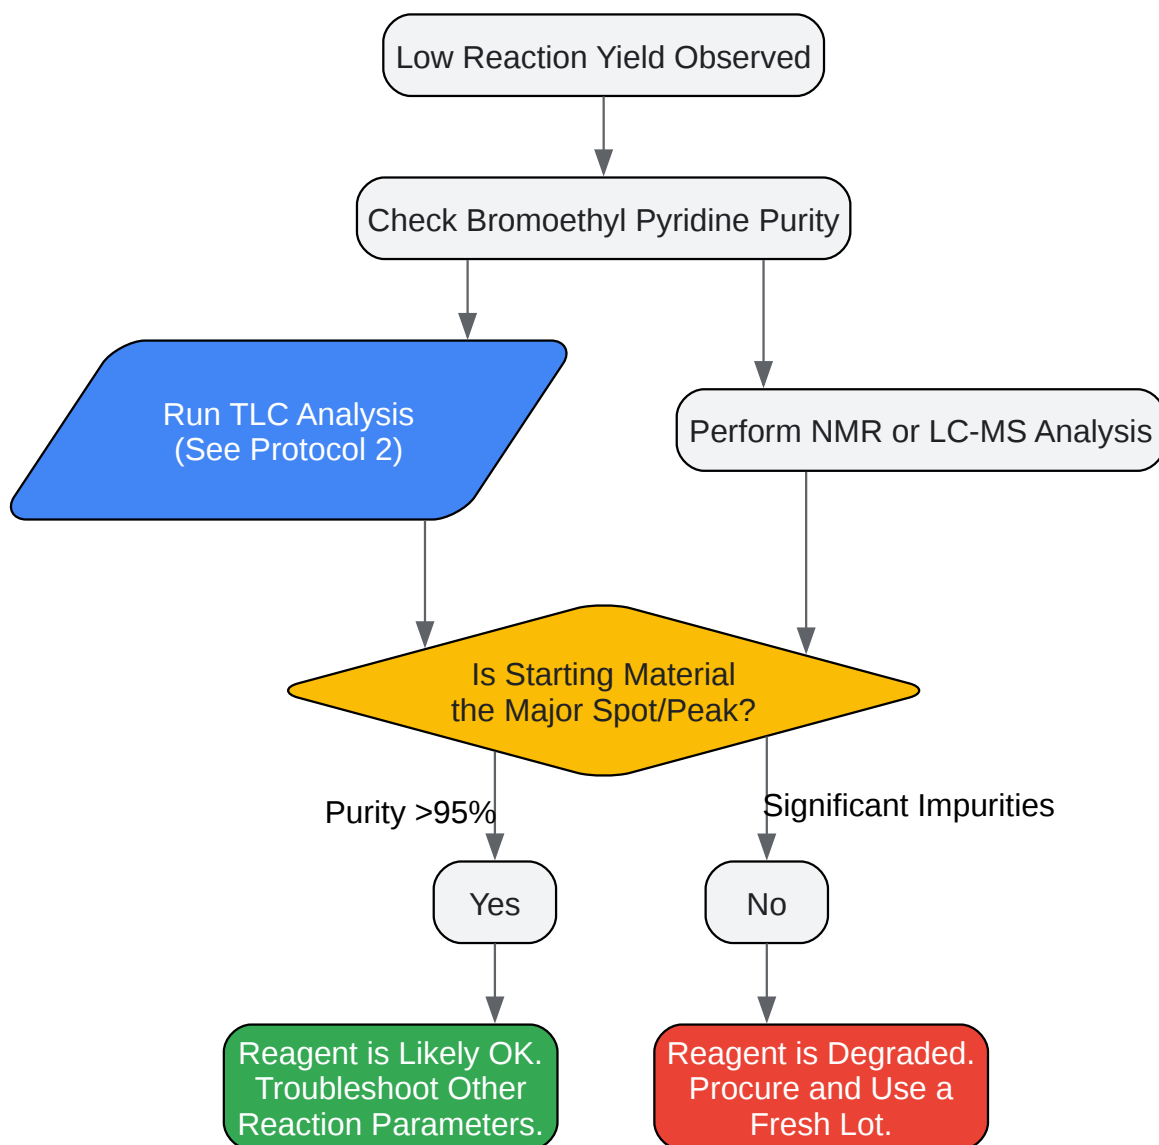 Low Reaction Yield Observed
Check Bromoethyl Pyridine Purity
Run TLC Analysis
(See Protocol 2)
Perform NMR or LC-MS Analysis
Is Starting Material
the Major Spot/Peak?
Purity >95%
Significant Impurities
Yes
No
Reagent is Likely OK.
Troubleshoot Other
Reaction Parameters.
Reagent is Degraded.
Procure and Use a
Fresh Lot.